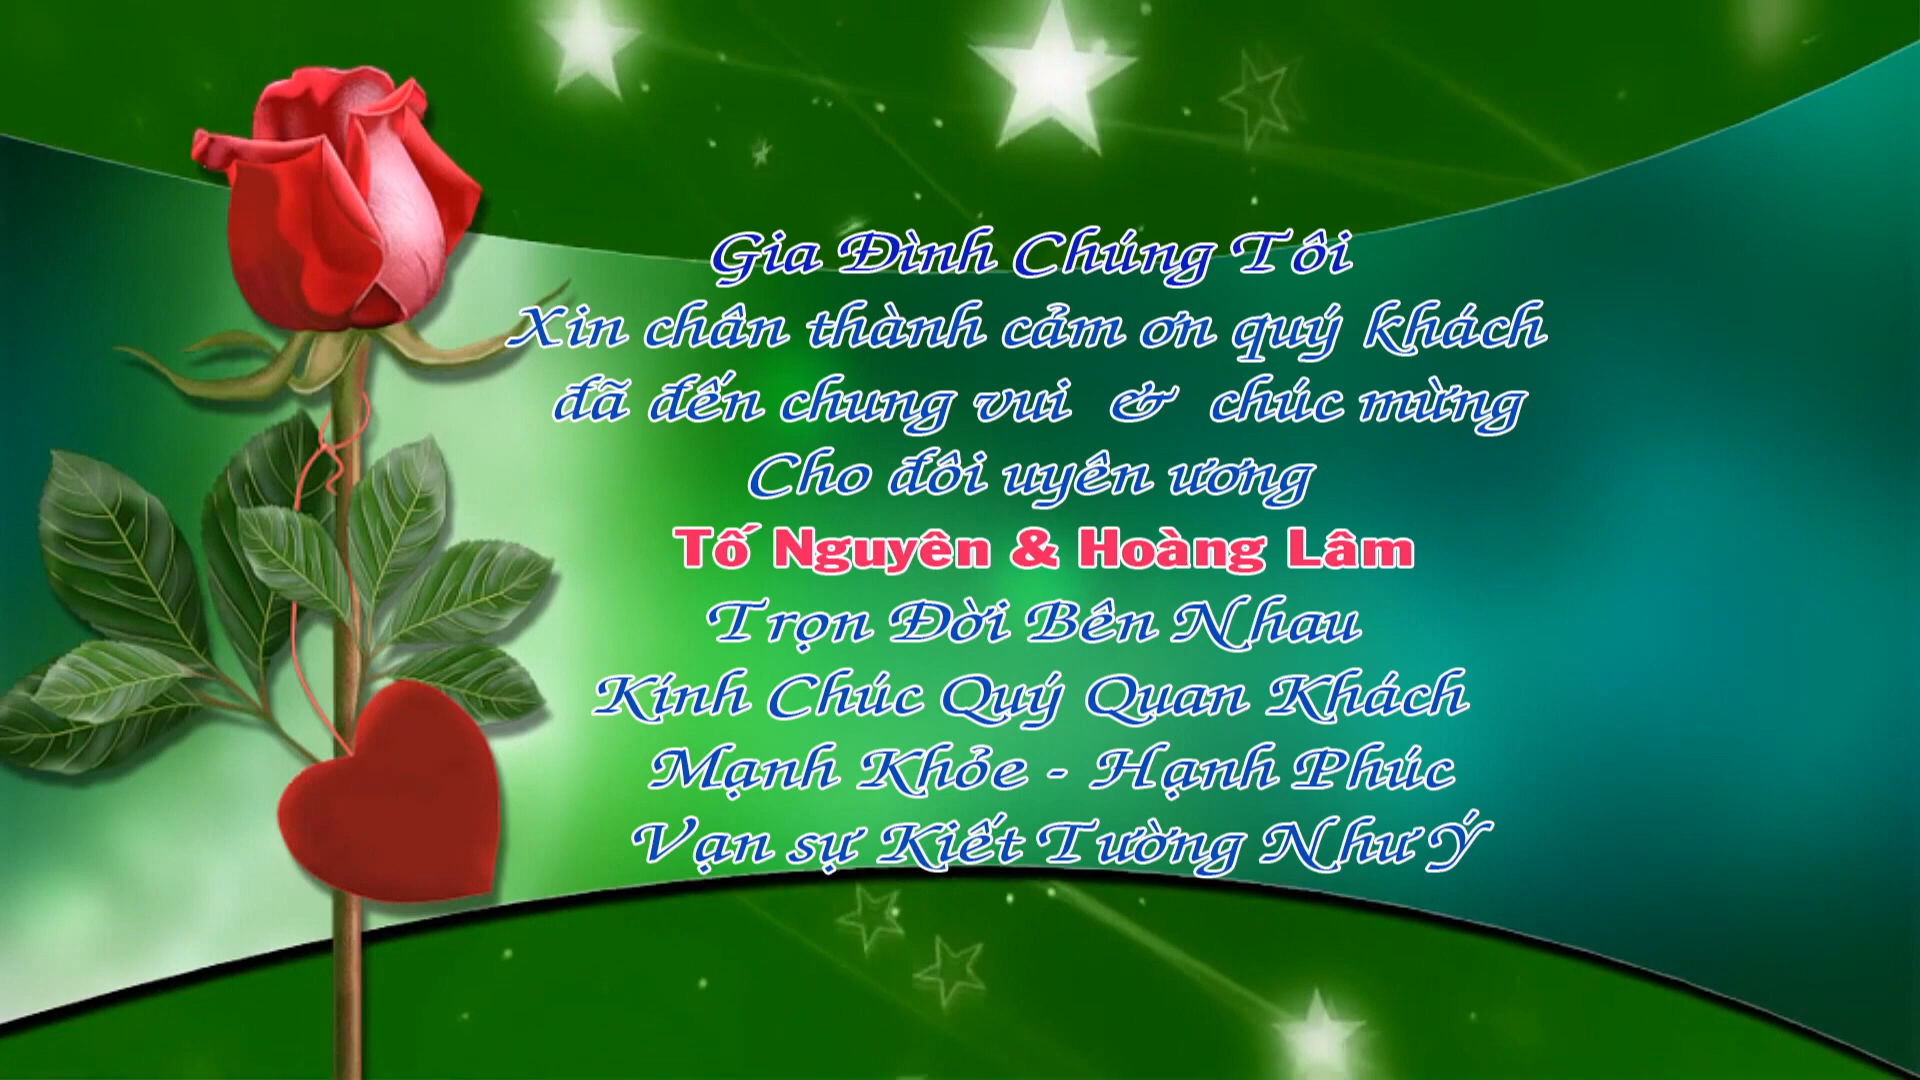 Gia Đình Chúng Tôi
Xin chân thành cảm ơn quý khách
đã đến chung vui & chúc mừng
Cho đôi uyên ương
Tố Nguyên & Hoàng Lâm
Trọn Đời Bên Nhau
Kính Chúc Quý Quan Khách
Mạnh Khỏe - Hạnh Phúc
Vạn sự Kiết Tường Như Ý